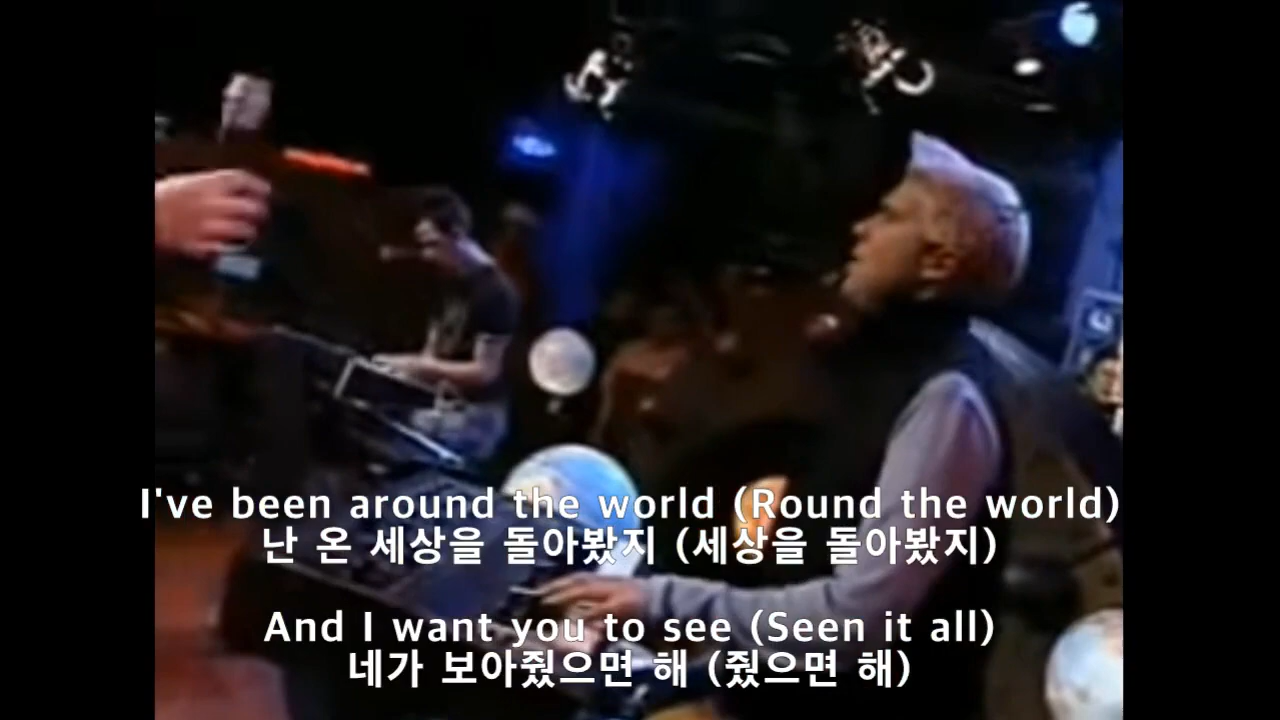 I've been around the world (Round the world)
난 온 세상을 돌아봤지 (세상을 돌아봤지)
And I want you to see (Seen it all)
네가 보아줬으면 해 (줬으면 해)